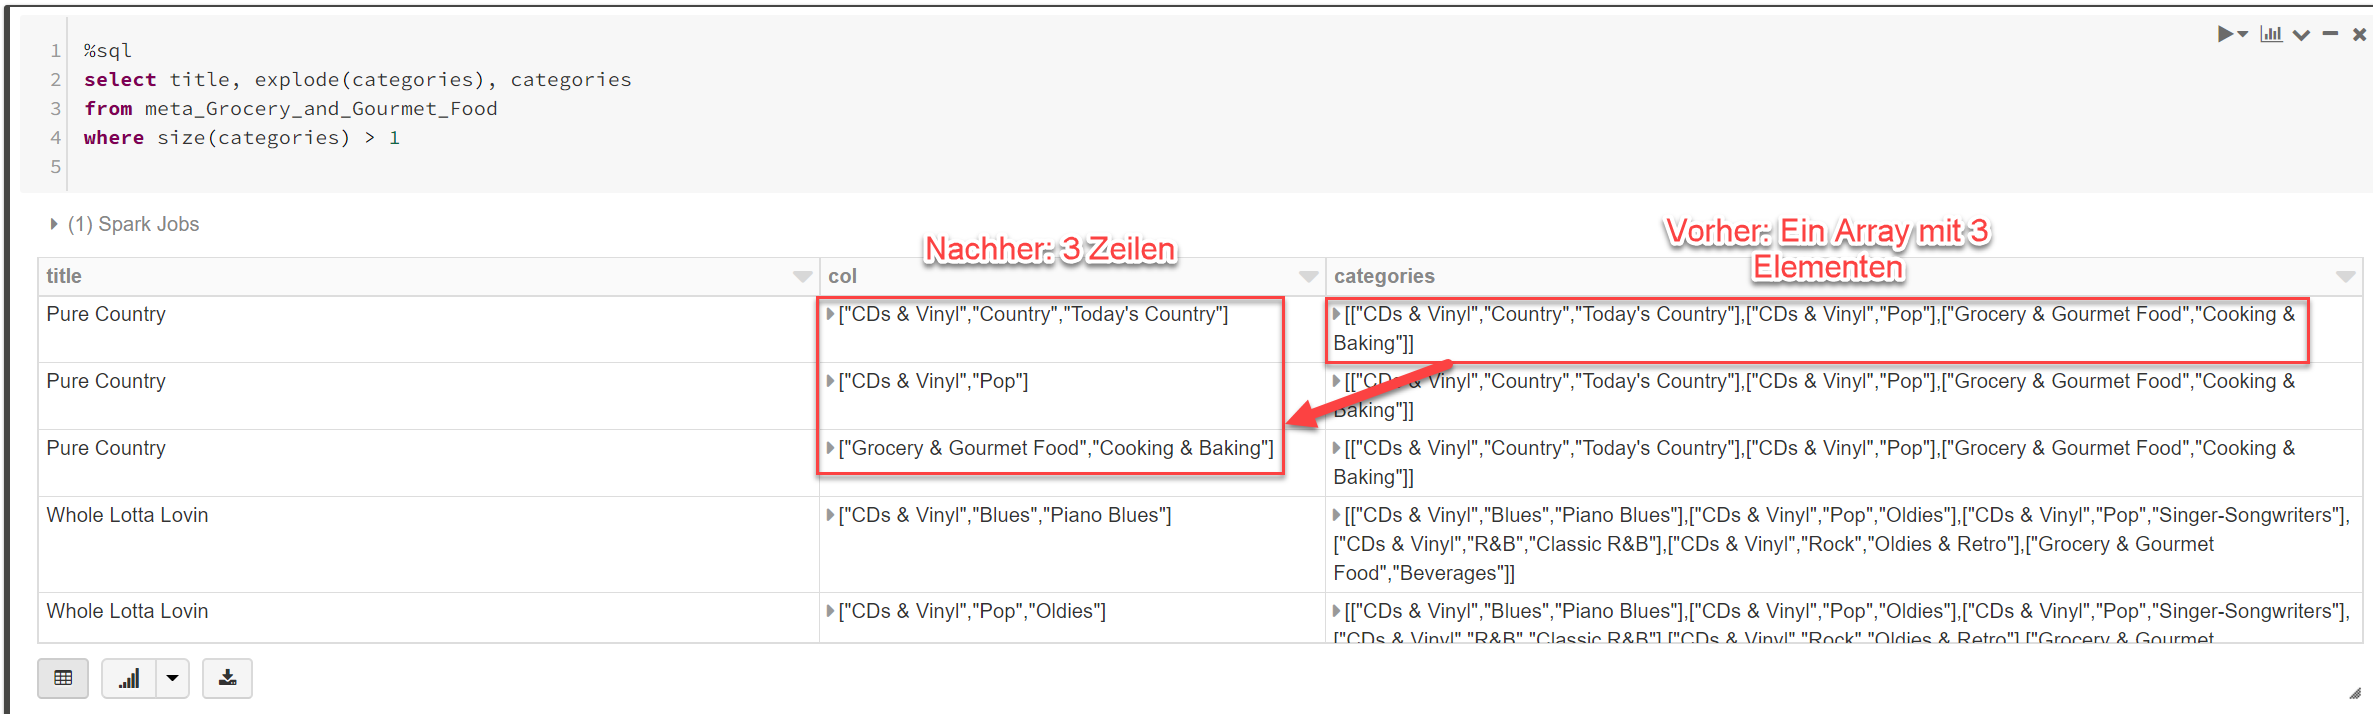 1 %sql
2 select title, explode(categories), categories
3 from meta_Grocery_and_Gourmet_Food
4 where size(categories) > 1
5
(1) Spark Jobs
Nachher: 3 Zeilen
Vorher: Ein Array mit 3
Elementen
title col categories
Pure Country ["CDs & Vinyl","Country","Today's Country"] [["CDs & Vinyl","Country","Today's Country"],["CDs & Vinyl","Pop"],["Grocery & Gourmet Food","Cooking &
Baking"]]
Pure Country ["CDs & Vinyl","Pop"] [["CDs & Vinyl","Country","Today's Country"],["CDs & Vinyl","Pop"],["Grocery & Gourmet Food","Cooking &
Baking"]]
Pure Country ["Grocery & Gourmet Food","Cooking & Baking"] [["CDs & Vinyl","Country","Today's Country"],["CDs & Vinyl","Pop"],["Grocery & Gourmet Food","Cooking &
Baking"]]
Whole Lotta Lovin ["CDs & Vinyl","Blues","Piano Blues"] [["CDs & Vinyl","Blues","Piano Blues"],["CDs & Vinyl","Pop","Oldies"],["CDs & Vinyl","Pop","Singer-Songwriters"],
["CDs & Vinyl","R&B","Classic R&B"],["CDs & Vinyl","Rock","Oldies & Retro"],["Grocery & Gourmet
Food","Beverages"]]
Whole Lotta Lovin ["CDs & Vinyl","Pop","Oldies"] [["CDs & Vinyl","Blues","Piano Blues"],["CDs & Vinyl","Pop","Oldies"],["CDs & Vinyl","Pop","Singer-Songwriters"],
["CDs & Vinyl","R&B","Classic R&B"],["CDs & Vinyl","Rock","Oldies & Retro"],["Grocery & Gourmet